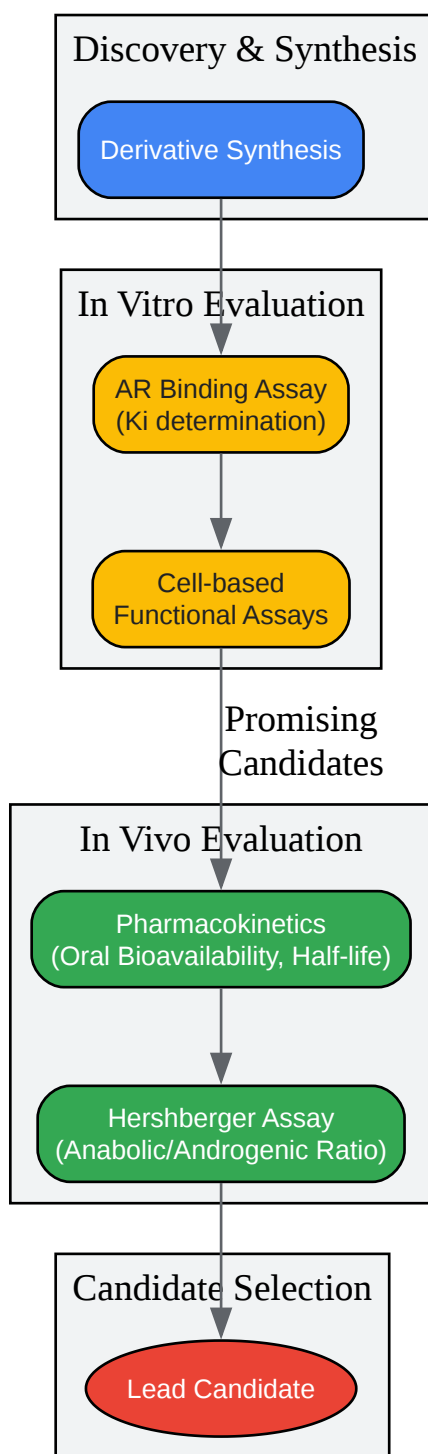 Discovery & Synthesis
Derivative Synthesis
In Vitro Evaluation
AR Binding Assay
(Ki determination)
Cell-based
Functional Assays
Promising
Candidates
In Vivo Evaluation
Pharmacokinetics
(Oral Bioavailability, Half-life)
Hershberger Assay
(Anabolic/Androgenic Ratio)
Candidate Selection
Lead Candidate